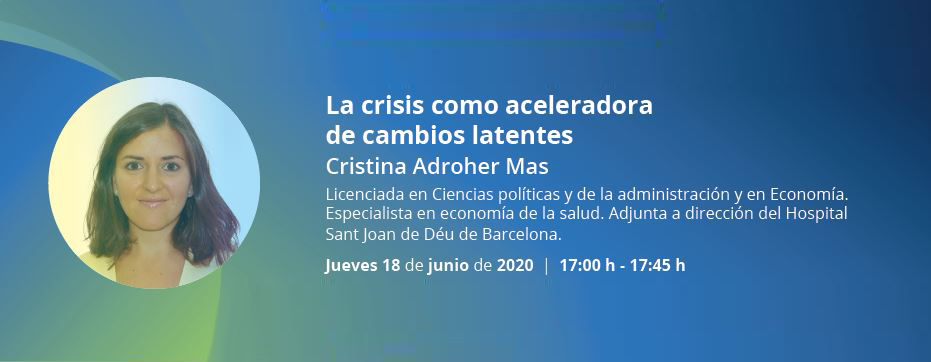 La crisis como aceleradora
de cambios latentes
Cristina Adroher Mas
Licenciada en Ciencias políticas y de la administración y en Economía.
Especialista en economía de la salud. Adjunta a dirección del Hospital
Sant Joan de Déu de Barcelona.
Jueves 18 de junio de 2020 | 17:00 h - 17:45 h